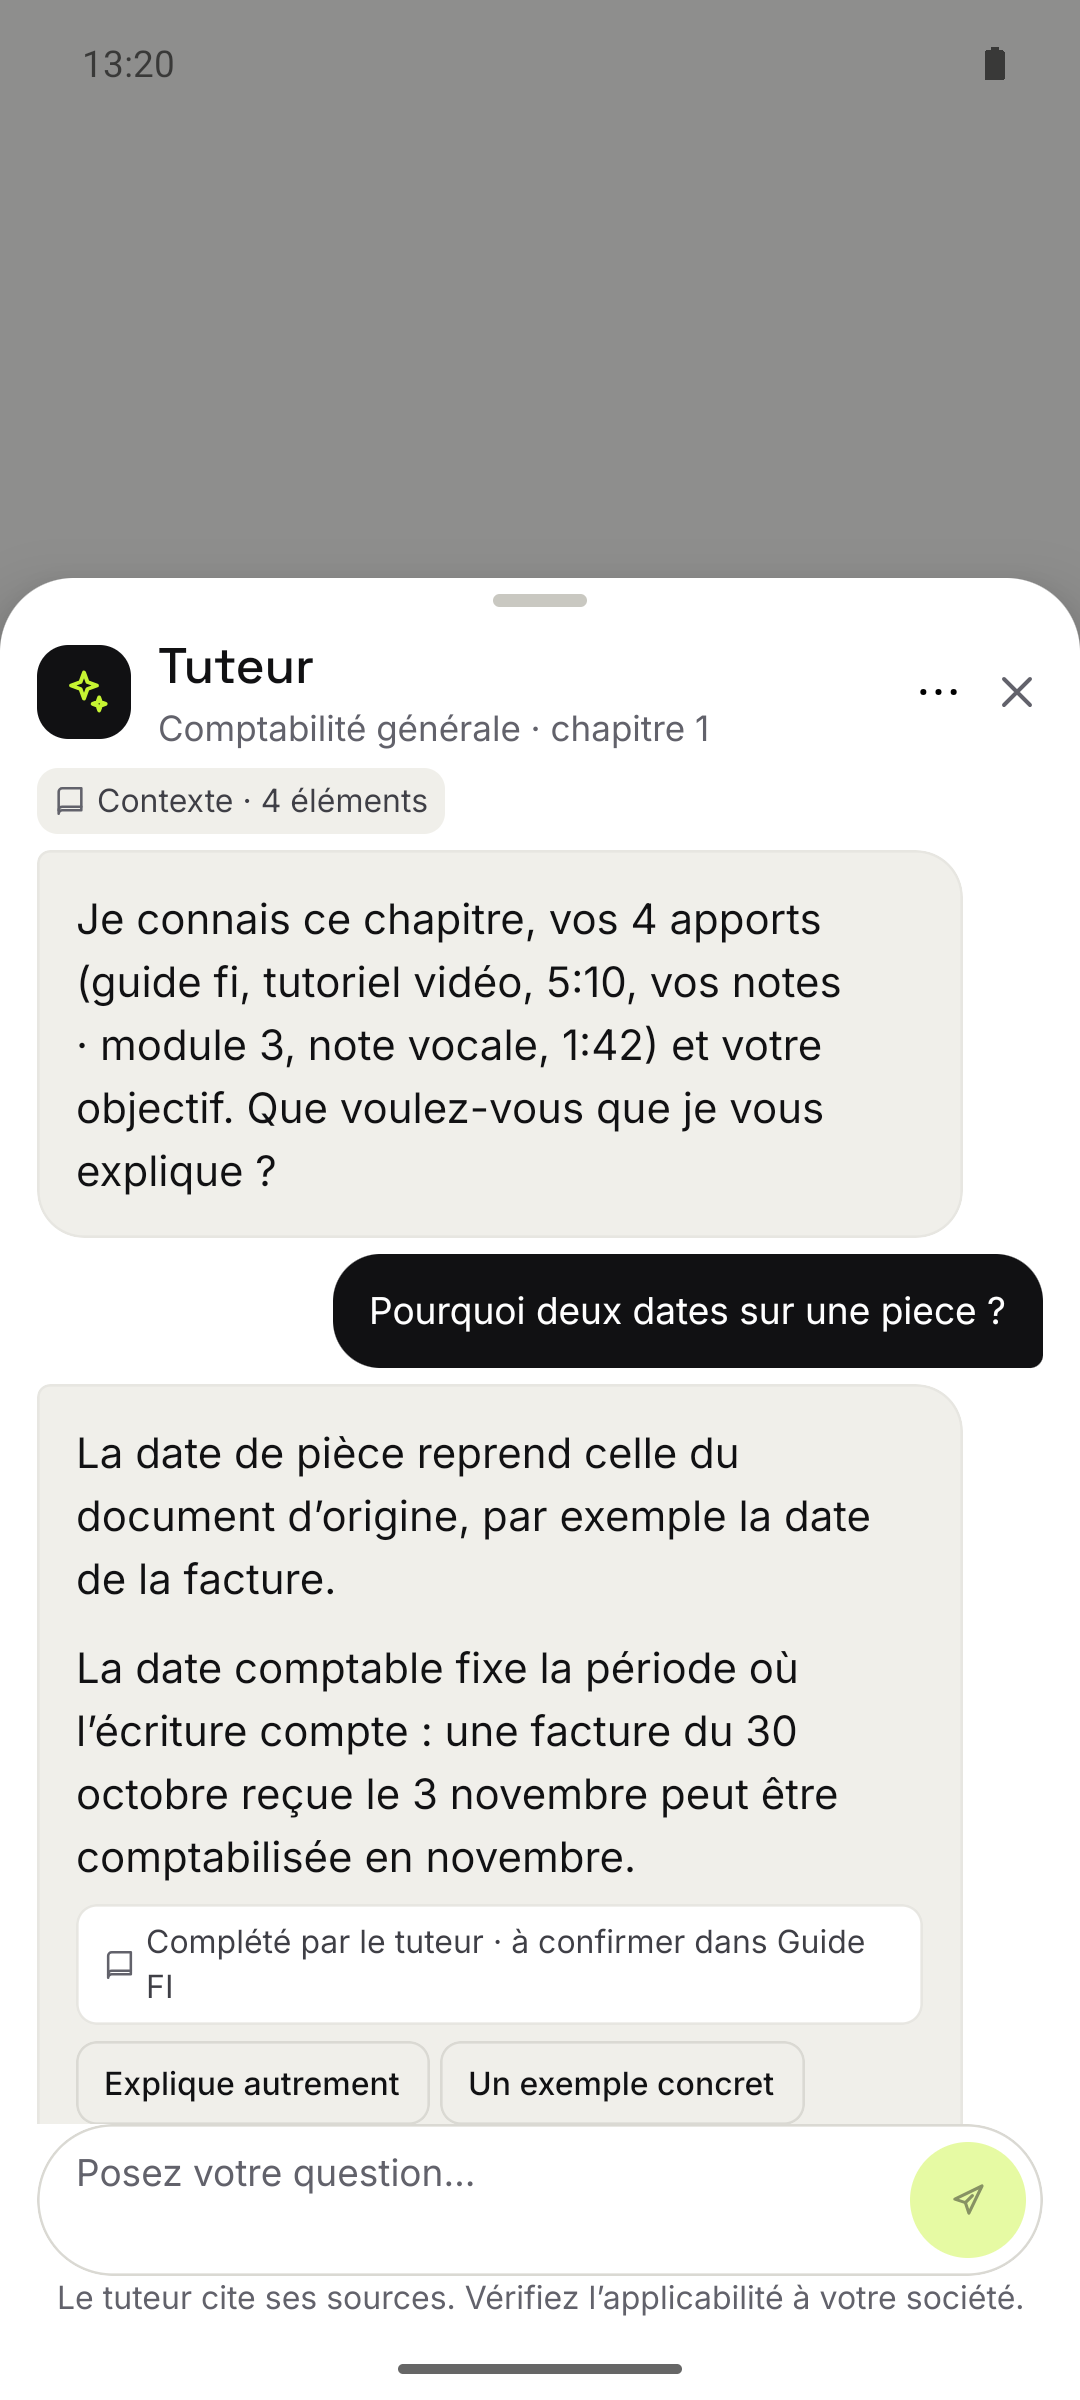 13:20
Tuteur
Comptabilité générale · chapitre 1
Contexte · 4 éléments
Je connais ce chapitre, vos 4 apports
(guide fi, tutoriel vidéo, 5:10, vos notes
· module 3, note vocale, 1:42) et votre
objectif. Que voulez-vous que je vous
explique ?
Pourquoi deux dates sur une piece ?
La date de pièce reprend celle du
document d’origine, par exemple la date
de la facture.
La date comptable fixe la période où
l’écriture compte : une facture du 30
octobre reçue le 3 novembre peut être
comptabilisée en novembre.
Complété par le tuteur · à confirmer dans Guide
FI
Explique autrement
Un exemple concret
Posez votre question...
Le tuteur cite ses sources. Vérifiez l’applicabilité à votre société.